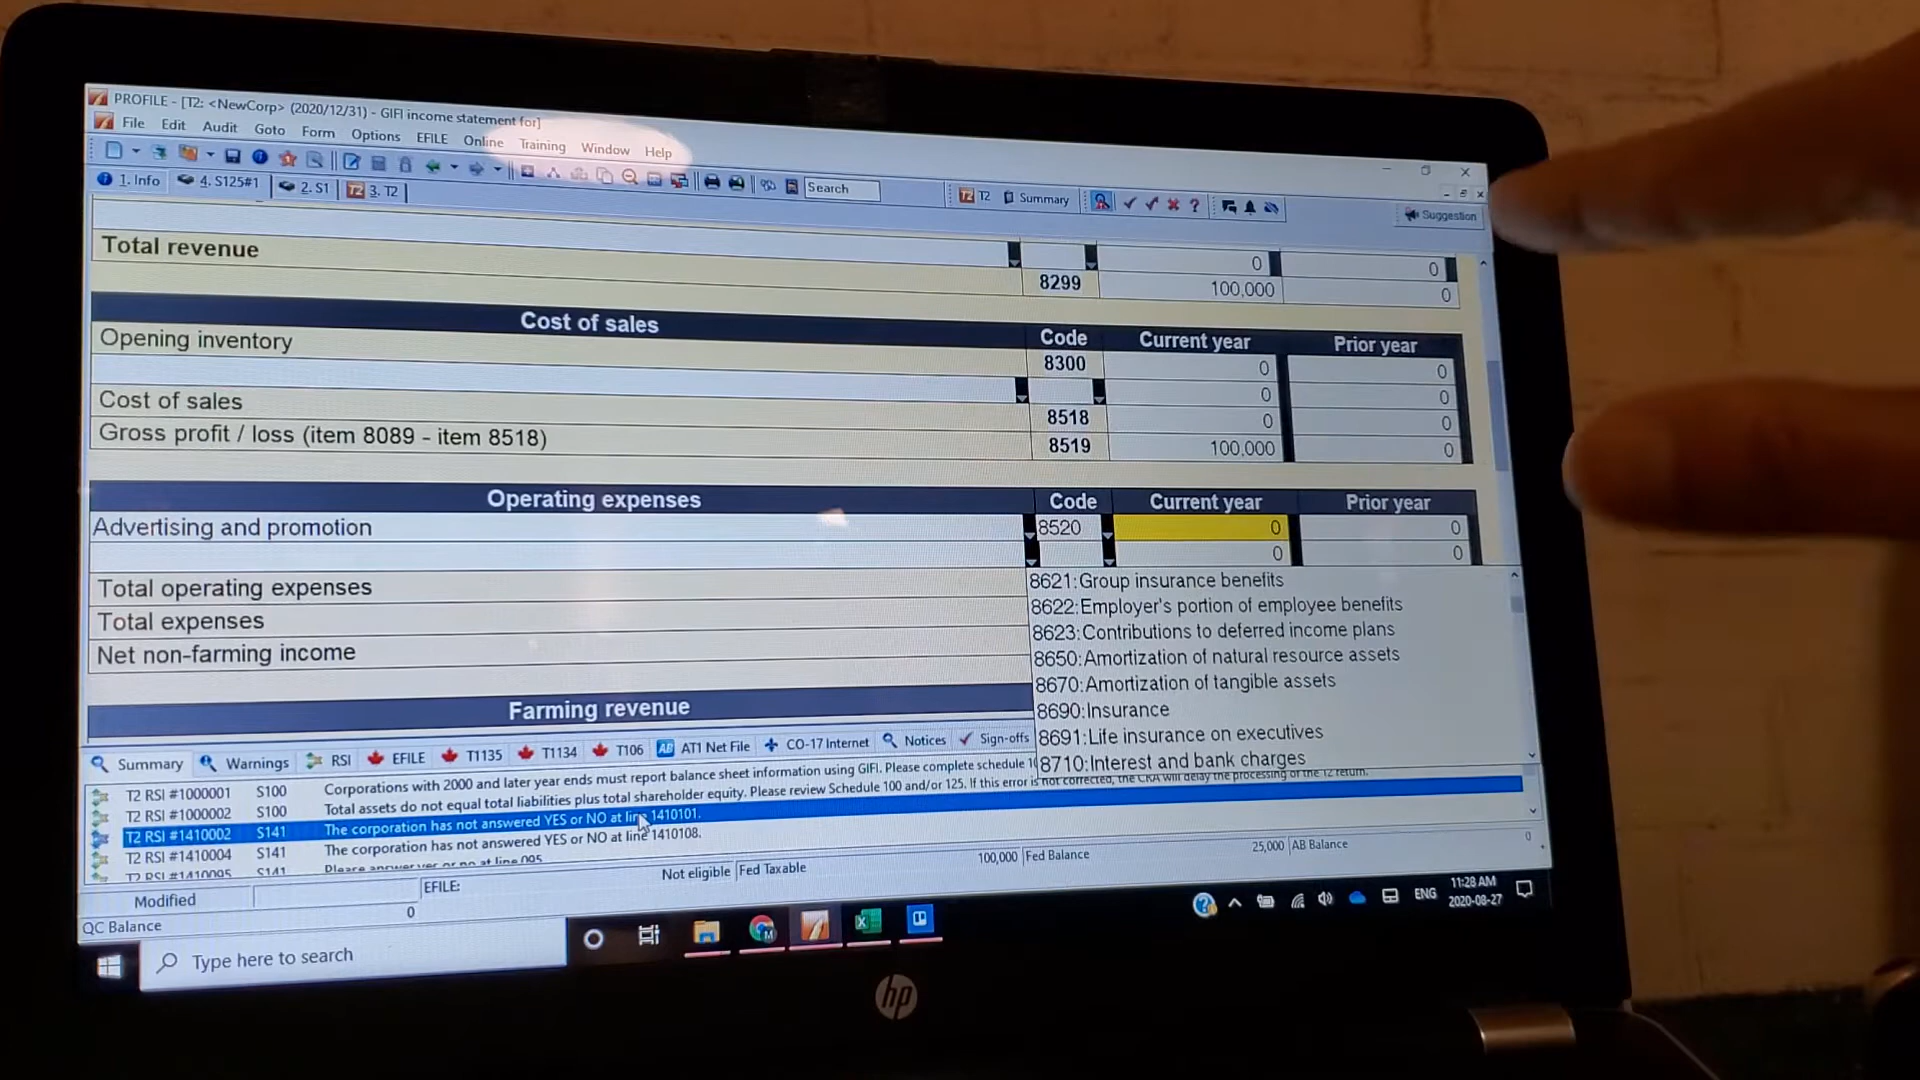 PROFILE - [T2: <NewCorp> (2020/12/31) - GIFI income statement for]
File Edit Audit Goto Form Options EFILE Online Training Window Help
Search T2 Summary
1. Info 4. S125#1 2. S1 3. T2
Suggestion
0 0
Total revenue 8299 100,000 0
Cost of sales Code Current year Prior year
Opening inventory 8300 0 0
0 0
Cost of sales 8518 0 0
Gross profit / loss (item 8089 - item 8518) 8519 100,000 0
Operating expenses Code Current year Prior year
Advertising and promotion 8520 0 0
0 0
Total operating expenses
Total expenses
Net non-farming income
Farming revenue
8621:Group insurance benefits
8622:Employer's portion of employee benefits
8623:Contributions to deferred income plans
8650:Amortization of natural resource assets
8670:Amortization of tangible assets
8690:Insurance
8691:Life insurance on executives
8710:Interest and bank charges
Summary Warnings RSI EFILE T1135 T1134 T106 AT1 Net File CO-17 Internet Notices Sign-offs
T2 RSI #1000001 S100 Corporations with 2000 and later year ends must report balance sheet information using GIFI. Please complete schedule
T2 RSI #1000002 S100 Total assets do not equal total liabilities plus total shareholder equity. Please review Schedule 100 and/or 125. If this error is not corrected, the CRA will delay the processing of the T2 return.
T2 RSI #1410002 S141 The corporation has not answered YES or NO at line 1410101.
T2 RSI #1410004 S141 The corporation has not answered YES or NO at line 1410108.
T2 RSI #1410005 S141 Please answer yes or no at line 095
Modified EFILE: Not eligible Fed Taxable 100,000 Fed Balance 25,000 AB Balance 0
QC Balance 0
Type here to search
ENG
11:28 AM
2020-08-27
hp